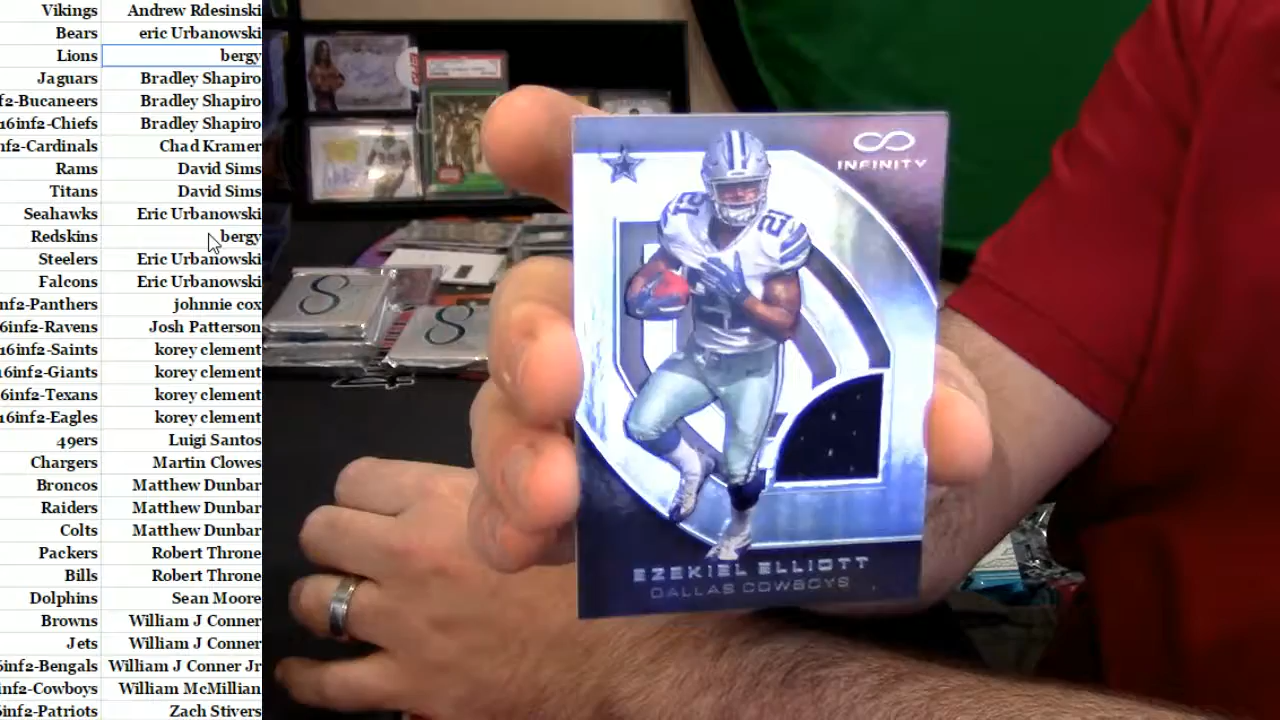 Vikings Andrew Rdesinski
Bears eric Urbanowski
Lions bergy
Jaguars Bradley Shapiro
f2-Bucaneers Bradley Shapiro
16inf2-Chiefs Bradley Shapiro
nf2-Cardinals Chad Kramer
Rams David Sims
Titans David Sims
Seahawks Eric Urbanowski
Redskins bergy
Steelers Eric Urbanowski
Falcons Eric Urbanowski
nf2-Panthers johnnie cox
6inf2-Ravens Josh Patterson
16inf2-Saints korey clement
16inf2-Giants korey clement
16inf2-Texans korey clement
16inf2-Eagles korey clement
49ers Luigi Santos
Chargers Martin Clowes
Broncos Matthew Dunbar
Raiders Matthew Dunbar
Colts Matthew Dunbar
Packers Robert Throne
Bills Robert Throne
Dolphins Sean Moore
Browns William J Conner
Jets William J Conner
6inf2-Bengals William J Conner Jr
inf2-Cowboys William McMillian
6inf2-Patriots Zach Stivers
INFINITY
21
21
EZEKIEL ELLIOTT
DALLAS COWBOYS